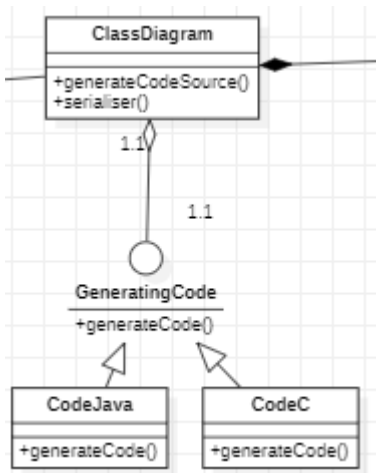 ClassDiagram
+generateCodeSource()
+serialiser()
1.1
1.1
GeneratingCode
+generateCode()
CodeJava
+generateCode()
CodeC
+generateCode()